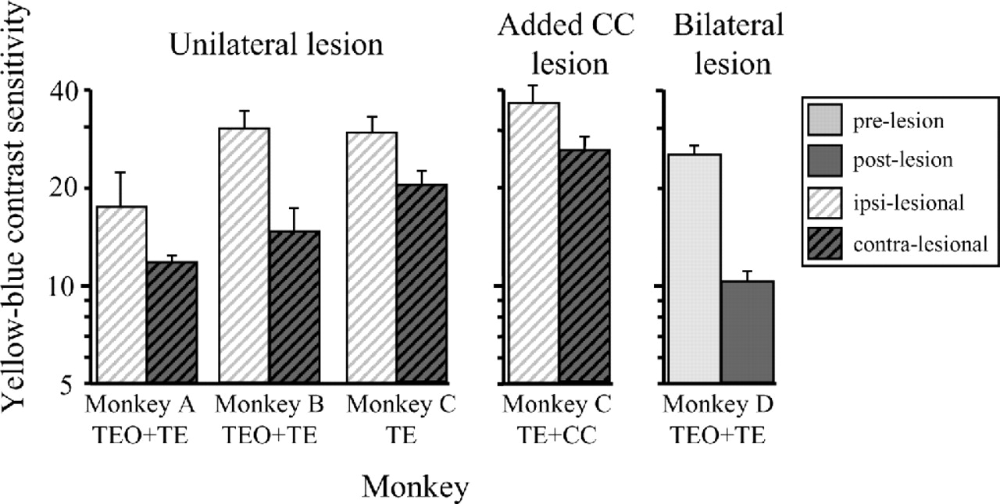 Yellow-blue contrast sensitivity
Unilateral lesion
Added CC
lesion
Bilateral
lesion
40
20
10
5
Monkey A
TEO+TE
Monkey B
TEO+TE
Monkey C
TE
Monkey C
TE+CC
Monkey D
TEO+TE
Monkey
pre-lesion
post-lesion
ipsi-lesional
contra-lesional